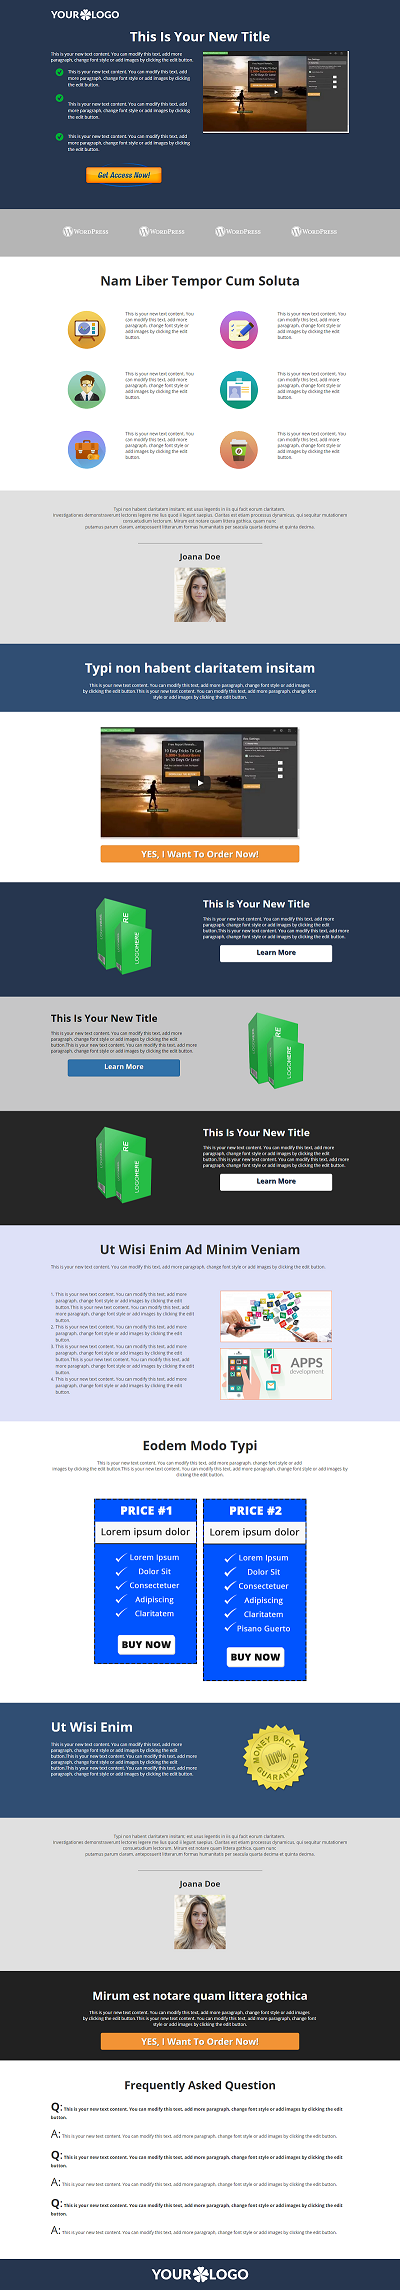 YOUR LOGO
This Is Your New Title
This is your new text content. You can modify this text, add more
paragraph, change font style or add images by clicking the edit button.
This is your new text content. You can modify this text,
add more paragraph, change font style or add images by clicking
the edit button.
This is your new text content. You can modify this text,
add more paragraph, change font style or add images by clicking
the edit button.
This is your new text content. You can modify this text,
add more paragraph, change font style or add images by clicking
the edit button.
Get Access Now!
WORDPRESS WORDPRESS WORDPRESS WORDPRESS
Nam Liber Tempor Cum Soluta
This is your new text content. You
can modify this text, add more
paragraph, change font style or
add images by clicking the edit
button.
This is your new text content. You
can modify this text, add more
paragraph, change font style or
add images by clicking the edit
button.
This is your new text content. You
can modify this text, add more
paragraph, change font style or
add images by clicking the edit
button.
This is your new text content. You
can modify this text, add more
paragraph, change font style or
add images by clicking the edit
button.
This is your new text content. You
can modify this text, add more
paragraph, change font style or
add images by clicking the edit
button.
This is your new text content. You
can modify this text, add more
paragraph, change font style or
add images by clicking the edit
button.
Typi non habent claritatem insitam; est usus legentis in iis qui facit eorum claritatem.
Investigationes demonstraverunt lectores legere me lius quod ii legunt saepius. Claritas est etiam processus dynamicus, qui sequitur mutationem
consuetudium lectorum. Mirum est notare quam littera gothica, quam nunc
putamus parum claram, anteposuerit litterarum formas humanitatis per seacula quarta decima et quinta decima.
Joana Doe
Typi non habent claritatem insitam
This is your new text content. You can modify this text, add more paragraph, change font style or add images
by clicking the edit button.This is your new text content. You can modify this text, add more paragraph, change font style or add images by clicking the
edit button.
Free Report Reveals...
19 Easy Tricks To Get
5,000+ Subscribers
In 30 Days Or Less!
YES, I Want To Order Now!
LOGOHERE
This Is Your New Title
This is your new text content. You can modify this text, add more
paragraph, change font style or add images by clicking the edit
button.This is your new text content. You can modify this text, add more
paragraph, change font style or add images by clicking the edit button.
Learn More
This Is Your New Title
This is your new text content. You can modify this text, add more
paragraph, change font style or add images by clicking the edit
button.This is your new text content. You can modify this text, add more
paragraph, change font style or add images by clicking the edit button.
Learn More
LOGOHERE
LOGOHERE
This Is Your New Title
This is your new text content. You can modify this text, add more
paragraph, change font style or add images by clicking the edit
button.This is your new text content. You can modify this text, add more
paragraph, change font style or add images by clicking the edit button.
Learn More
Ut Wisi Enim Ad Minim Veniam
This is your new text content. You can modify this text, add more paragraph, change font style or add images by clicking the edit button.
1. This is your new text content. You can modify this text, add more
paragraph, change font style or add images by clicking the edit
button.This is your new text content. You can modify this text, add
more paragraph, change font style or add images by clicking the edit
button.
2. This is your new text content. You can modify this text, add more
paragraph, change font style or add images by clicking the edit button.
3. This is your new text content. You can modify this text, add more
paragraph, change font style or add images by clicking the edit
button.This is your new text content. You can modify this text, add
more paragraph, change font style or add images by clicking the edit
button.
4. This is your new text content. You can modify this text, add more
paragraph, change font style or add images by clicking the edit
button.
APPS
development
Eodem Modo Typi
This is your new text content. You can modify this text, add more paragraph, change font style or add
images by clicking the edit button.This is your new text content. You can modify this text, add more paragraph, change font style or add images by
clicking the edit button.
PRICE #1
Lorem ipsum dolor
Lorem Ipsum
Dolor Sit
Consectetuer
Adipiscing
Claritatem
BUY NOW
PRICE #2
Lorem ipsum dolor
Lorem Ipsum
Dolor Sit
Consectetuer
Adipiscing
Claritatem
Pisano Guerto
BUY NOW
Ut Wisi Enim
This is your new text content. You can modify this text, add more
paragraph, change font style or add images by clicking the edit
button.This is your new text content. You can modify this text, add more
paragraph, change font style or add images by clicking the edit
button.This is your new text content. You can modify this text, add more
paragraph, change font style or add images by clicking the edit button.
MONEY BACK
100%
GUARANTEED
Typi non habent claritatem insitam; est usus legentis in iis qui facit eorum claritatem.
Investigationes demonstraverunt lectores legere me lius quod ii legunt saepius. Claritas est etiam processus dynamicus, qui sequitur mutationem
consuetudium lectorum. Mirum est notare quam littera gothica, quam nunc
putamus parum claram, anteposuerit litterarum formas humanitatis per seacula quarta decima et quinta decima.
Joana Doe
Mirum est notare quam littera gothica
This is your new text content. You can modify this text, add more paragraph, change font style or add images
by clicking the edit button.This is your new text content. You can modify this text, add more paragraph, change font
style or add images by clicking the edit button.
YES, I Want To Order Now!
Frequently Asked Question
Q: This is your new text content. You can modify this text, add more paragraph, change font style or add images by clicking the edit
button.
A: This is your new text content. You can modify this text, add more paragraph, change font style or add images by clicking the edit button.
Q: This is your new text content. You can modify this text, add more paragraph, change font style or add images by clicking the edit
button.
A: This is your new text content. You can modify this text, add more paragraph, change font style or add images by clicking the edit button.
Q: This is your new text content. You can modify this text, add more paragraph, change font style or add images by clicking the edit
button.
A: This is your new text content. You can modify this text, add more paragraph, change font style or add images by clicking the edit button.
YOUR LOGO